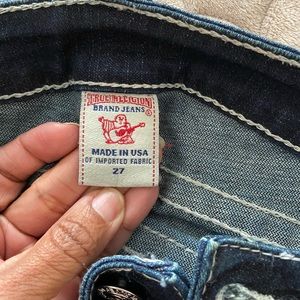 TRUE RELIGION
BRAND JEANS
®
MADE IN USA
OF IMPORTED FABRIC
27